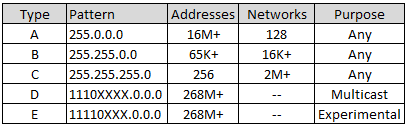 Type Pattern Addresses Networks Purpose
A 255.0.0.0 16M+ 128 Any
B 255.255.0.0 65K+ 16K+ Any
C 255.255.255.0 256 2M+ Any
D 1110XXXX.0.0.0 268M+ -- Multicast
E 11110XXX.0.0.0 268M+ -- Experimental